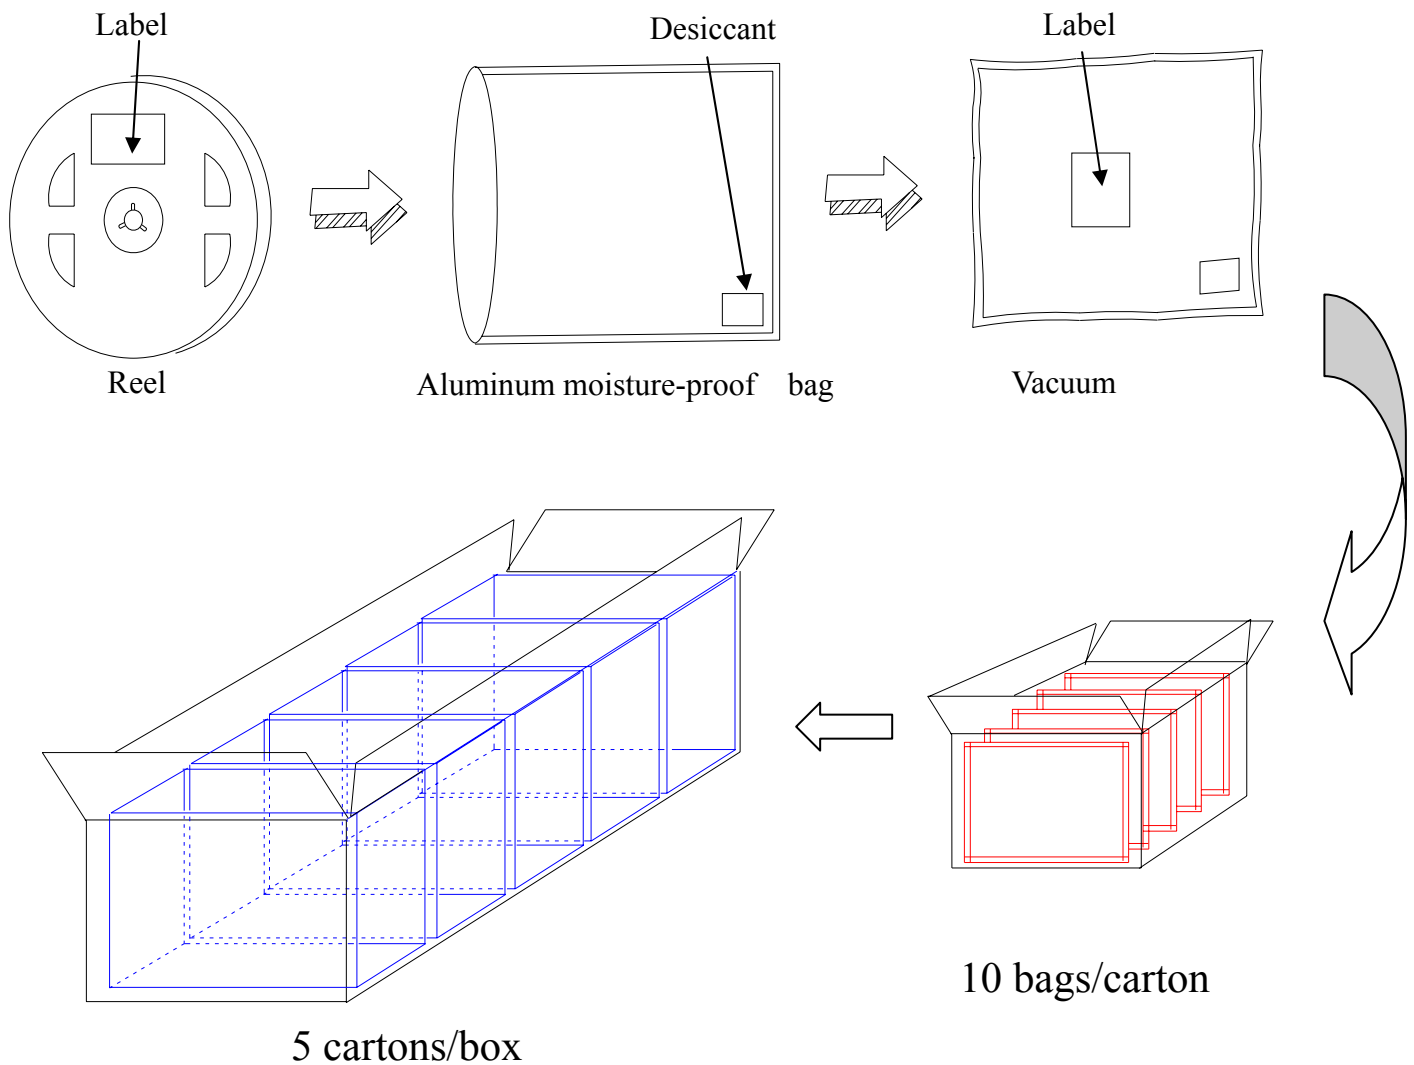 Label
Desiccant
Label
Reel
Aluminum moisture-proof bag
Vacuum
10 bags/carton
5 cartons/box